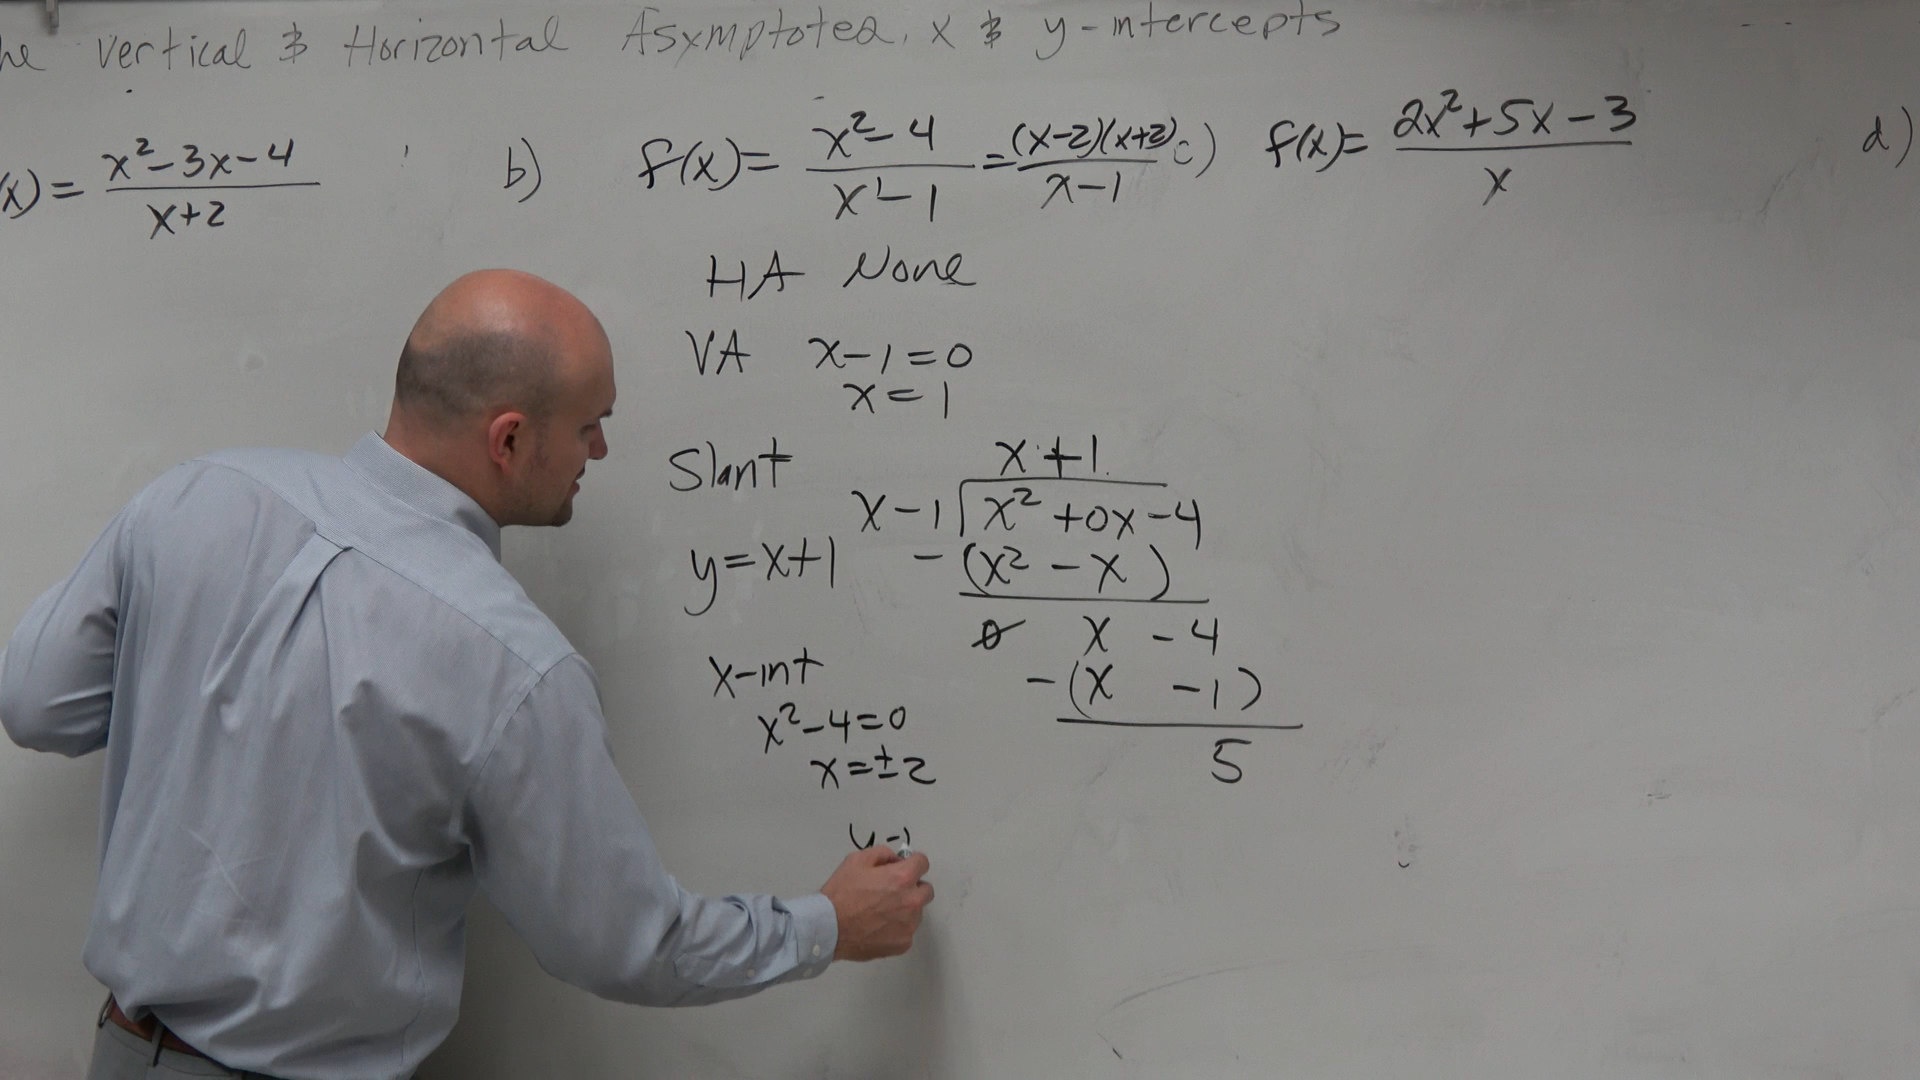 he Vertical & Horizontal Asymptotes, x & y-intercepts
(x) = (x²-3x-4)/(x+2)
b) f(x) = (x²-4)/(x¹-1) = ((x-2)(x+2))/(x-1)
c) f(x) = (2x²+5x-3)/x
d)
HA None
VA x-1=0
x=1
Slant
x+1
x-1 x²+0x-4
y=x+1
-(x²-x)
0 x-4
-(x -1)
5
x-int
x²-4=0
x=±2
y-